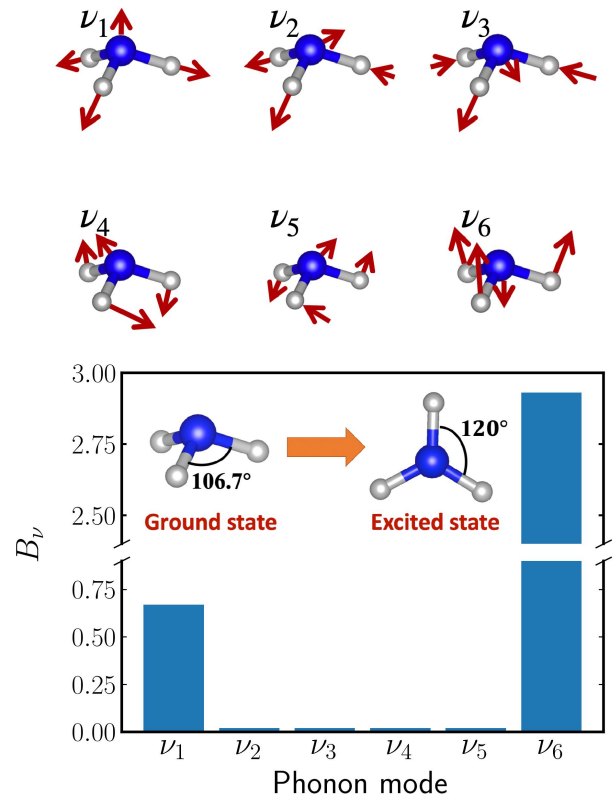 ν₁ ν₂ ν₃
ν₄ ν₅ ν₆
3.00
2.75
2.50
0.75
0.50
0.25
0.00
B_ν
106.7°
120°
Ground state
Excited state
ν₁ ν₂ ν₃ ν₄ ν₅ ν₆
Phonon mode